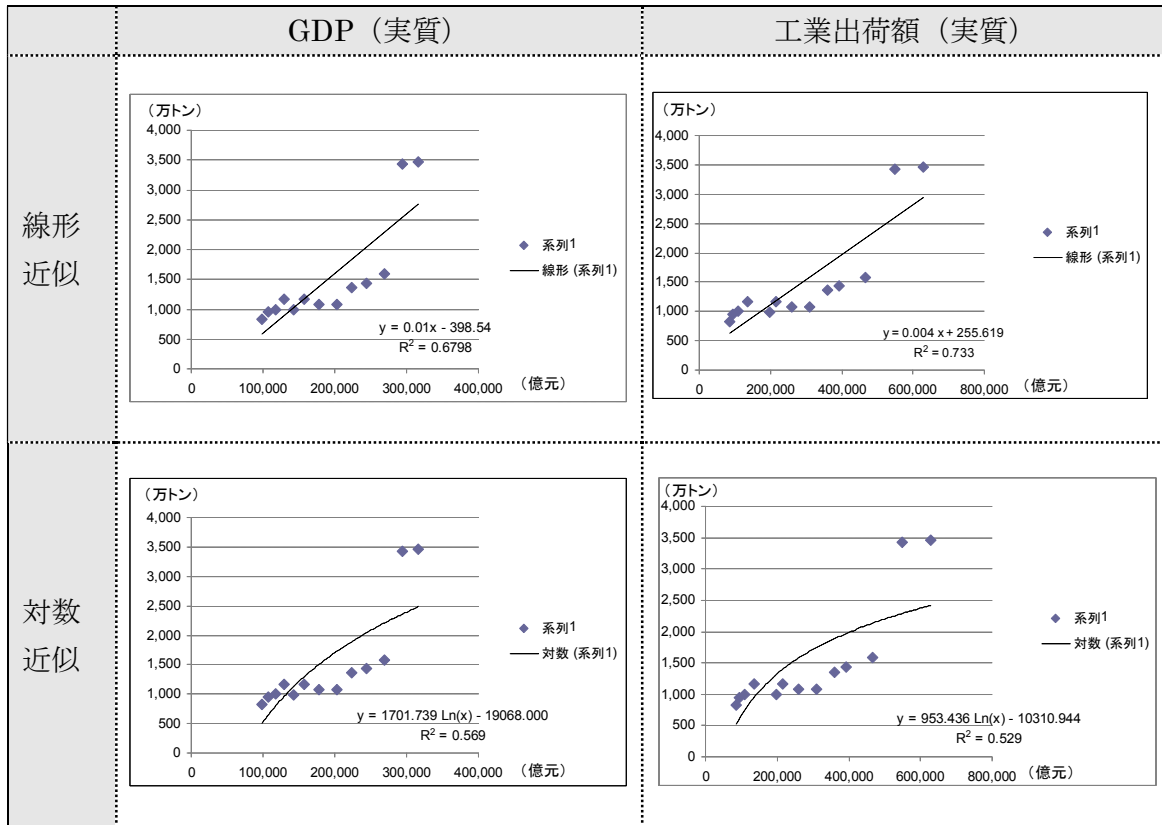 GDP（実質）
工業出荷額（実質）
線形
近似
（万トン）
4,000
3,500
3,000
2,500
2,000
1,500
1,000
500
0
0 100,000 200,000 300,000 400,000 （億元）
系列1
線形 (系列1)
y = 0.01x - 398.54
R² = 0.6798
（万トン）
4,000
3,500
3,000
2,500
2,000
1,500
1,000
500
0
0 200,000 400,000 600,000 800,000 （億元）
系列1
線形 (系列1)
y = 0.004 x + 255.619
R² = 0.733
対数
近似
（万トン）
4,000
3,500
3,000
2,500
2,000
1,500
1,000
500
0
0 100,000 200,000 300,000 400,000 （億元）
系列1
対数 (系列1)
y = 1701.739 Ln(x) - 19068.000
R² = 0.569
（万トン）
4,000
3,500
3,000
2,500
2,000
1,500
1,000
500
0
0 200,000 400,000 600,000 800,000 （億元）
系列1
対数 (系列1)
y = 953.436 Ln(x) - 10310.944
R² = 0.529